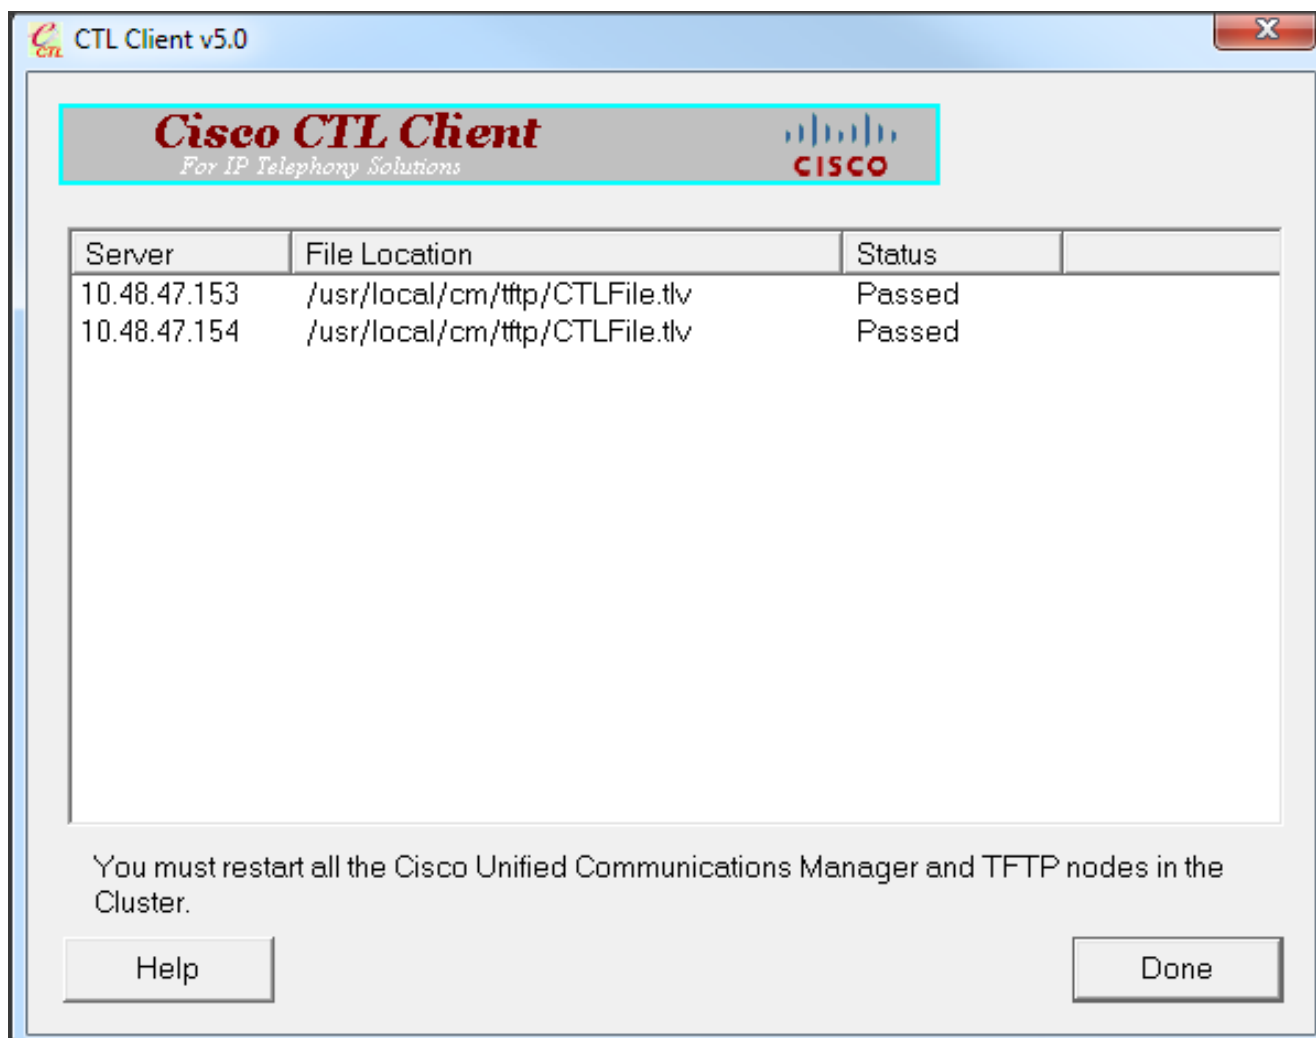 CTL Client v5.0
Cisco CTL Client
For IP Telephony Solutions
CISCO
Server File Location Status
10.48.47.153 /usr/local/cm/tftp/CTLFile.tlv Passed
10.48.47.154 /usr/local/cm/tftp/CTLFile.tlv Passed
You must restart all the Cisco Unified Communications Manager and TFTP nodes in the
Cluster.
Help Done